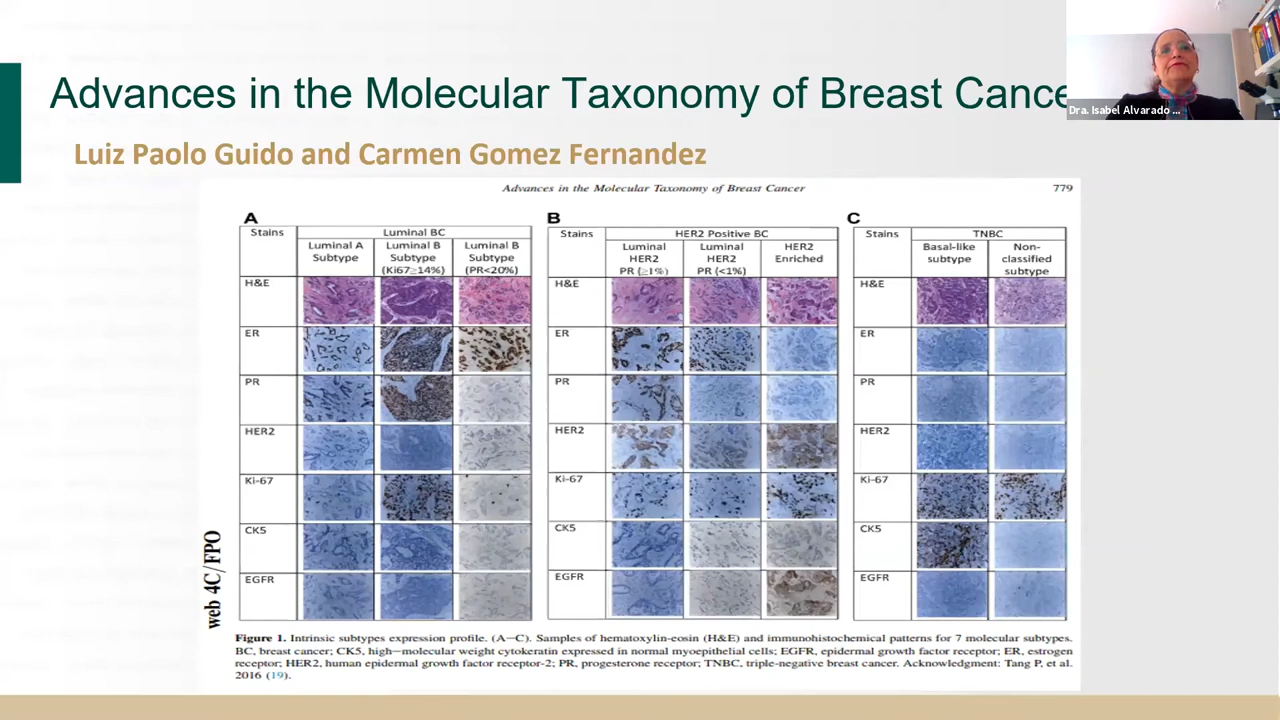 Advances in the Molecular Taxonomy of Breast Cance
Dra. Isabel Alvarado ...
Luiz Paolo Guido and Carmen Gomez Fernandez
Advances in the Molecular Taxonomy of Breast Cancer
779
A
Stains
Luminal BC
Luminal A Subtype
Luminal B Subtype (Ki67≥14%)
Luminal B Subtype (PR<20%)
H&E
ER
PR
HER2
Ki-67
CK5
EGFR
B
Stains
HER2 Positive BC
Luminal HER2 PR (≥1%)
Luminal HER2 PR (<1%)
HER2 Enriched
H&E
ER
PR
HER2
Ki-67
CK5
EGFR
C
Stains
TNBC
Basal-like subtype
Non-classified subtype
H&E
ER
PR
HER2
Ki-67
CK5
EGFR
web 4C/FPO
Figure 1. Intrinsic subtypes expression profile. (A−C). Samples of hematoxylin-eosin (H&E) and immunohistochemical patterns for 7 molecular subtypes.
BC, breast cancer; CK5, high−molecular weight cytokeratin expressed in normal myoepithelial cells; EGFR, epidermal growth factor receptor; ER, estrogen
receptor; HER2, human epidermal growth factor receptor-2; PR, progesterone receptor; TNBC, triple-negative breast cancer. Acknowledgment: Tang P, et al.
2016 (19).